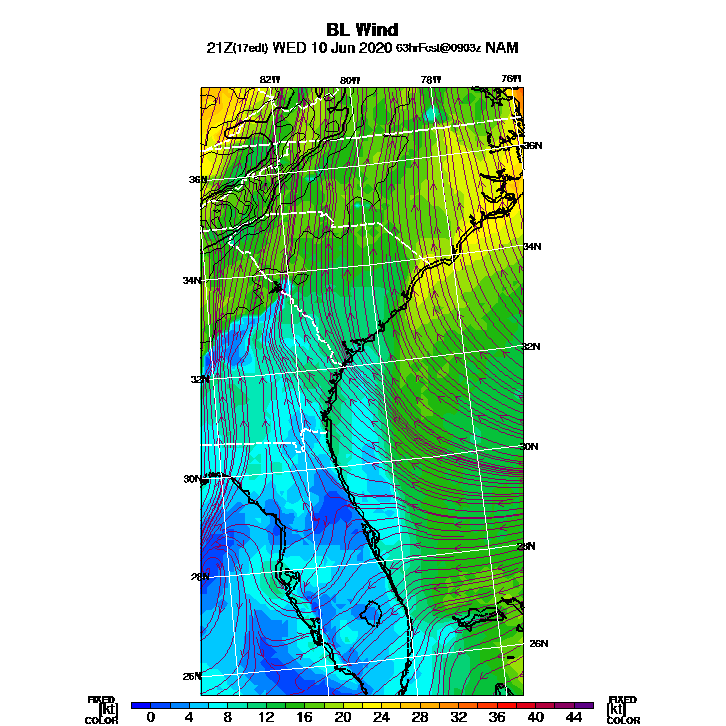 BL Wind
21Z(17edt) WED 10 Jun 2020 63hrFcst@0903z NAM
82W 80W 78W 76W
36N
36N
34N
34N
32N
32N
30N
30N
28N
28N
26N
26N
FIXED [kt] COLOR
0 4 8 12 16 20 24 28 32 36 40 44
FIXED [kt] COLOR